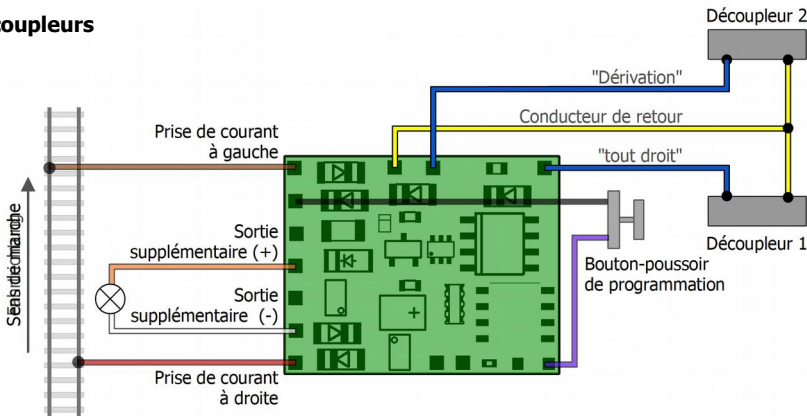 coupleurs
Découpleur 2
"Dérivation"
Conducteur de retour
Prise de courant
à gauche
"tout droit"
Sortie
supplémentaire (+)
Découpleur 1
Bouton-poussoir
de programmation
Sortie
supplémentaire (-)
Prise de courant
à droite